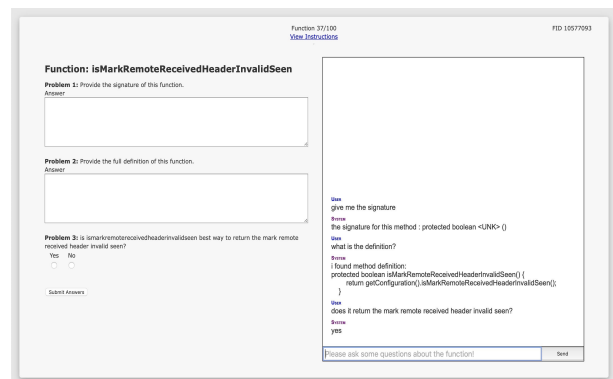 Function 37/100
View Instructions
FID 10577093
Function: isMarkRemoteReceivedHeaderInvalidSeen
Problem 1: Provide the signature of this function.
Answer
Problem 2: Provide the full definition of this function.
Answer
Problem 3: is ismarkremotereceivedheaderinvalidseen best way to return the mark remote
received header invalid seen?
Yes No
Submit Answers
User
give me the signature
System
the signature for this method : protected boolean <UNK> ()
User
what is the definition?
System
i found method definition:
protected boolean isMarkRemoteReceivedHeaderInvalidSeen() {
return getConfiguration().isMarkRemoteReceivedHeaderInvalidSeen();
}
User
does it return the mark remote received header invalid seen?
System
yes
Please ask some questions about the function!
Send